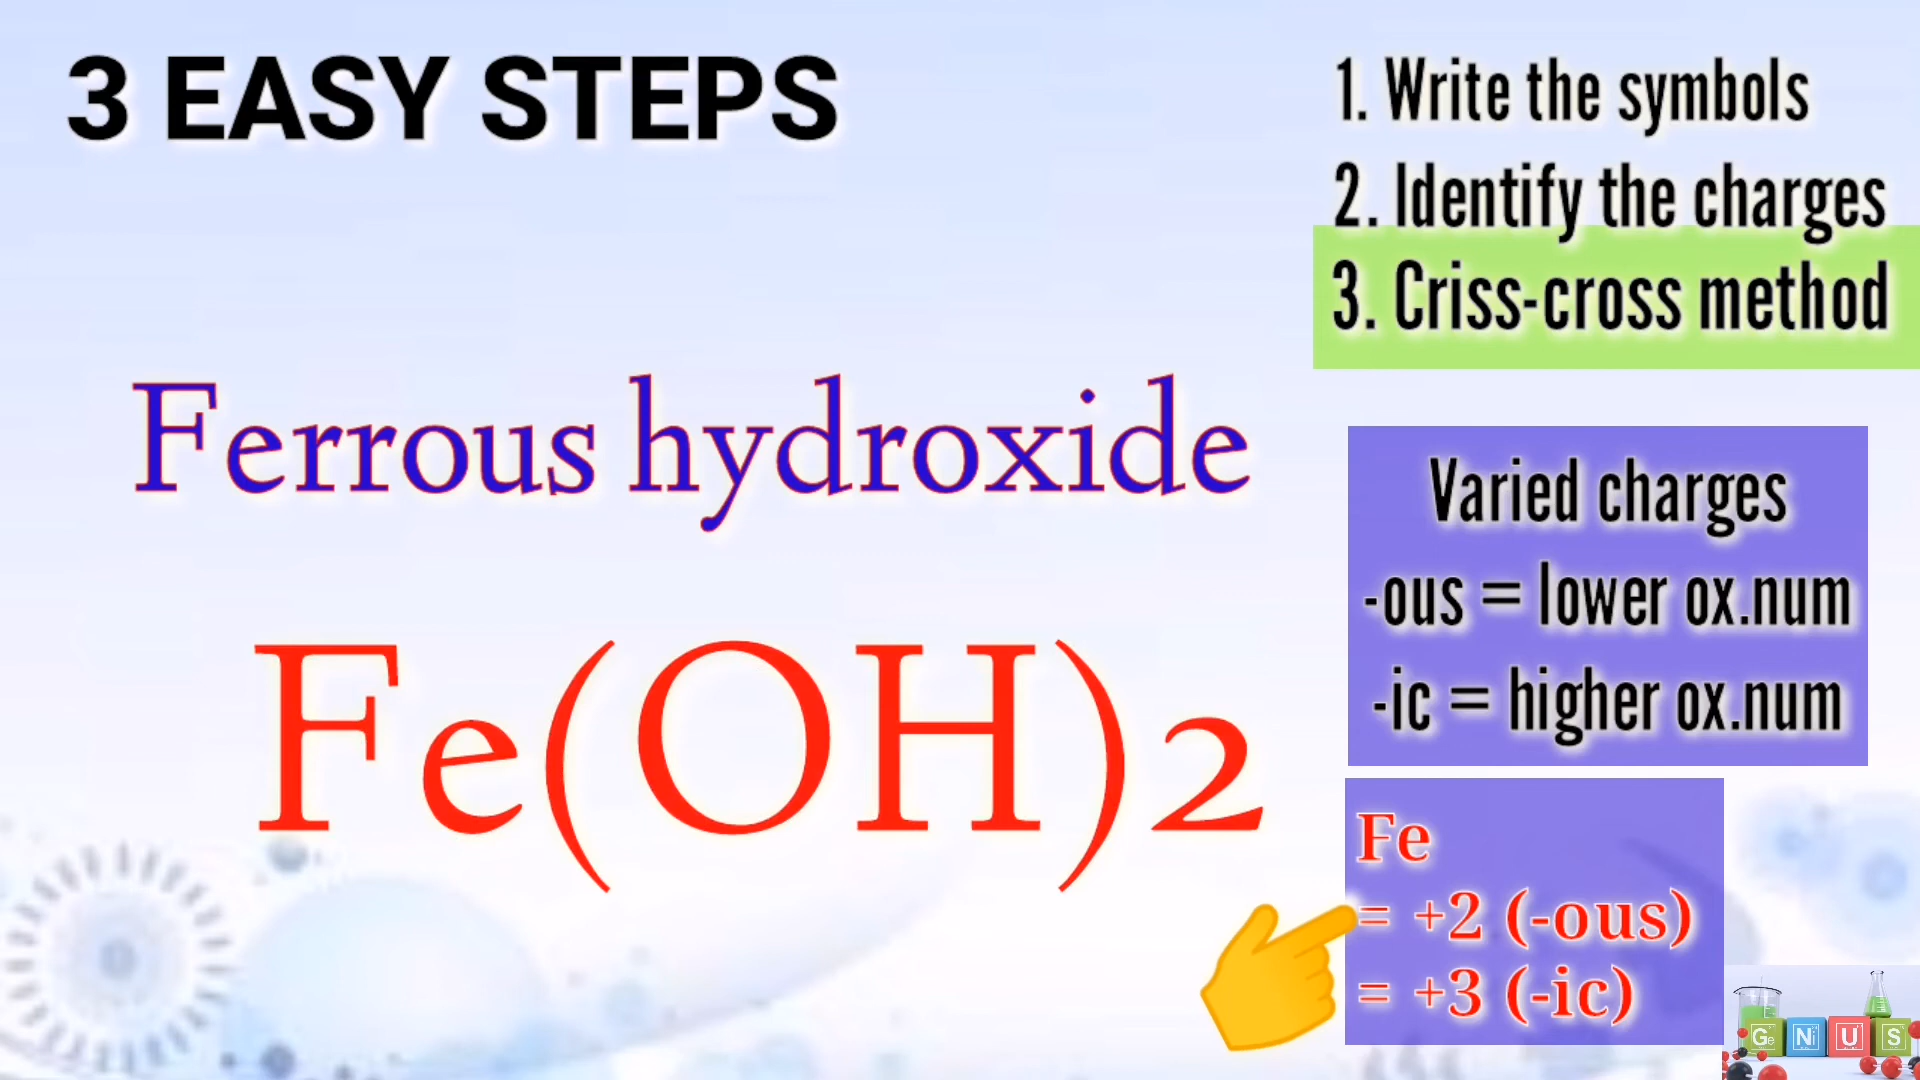 3 EASY STEPS
1. Write the symbols
2. Identify the charges
3. Criss-cross method
Ferrous hydroxide
Fe(OH)2
Varied charges
-ous = lower ox.num
-ic = higher ox.num
Fe
= +2 (-ous)
= +3 (-ic)
Ge Ni U S